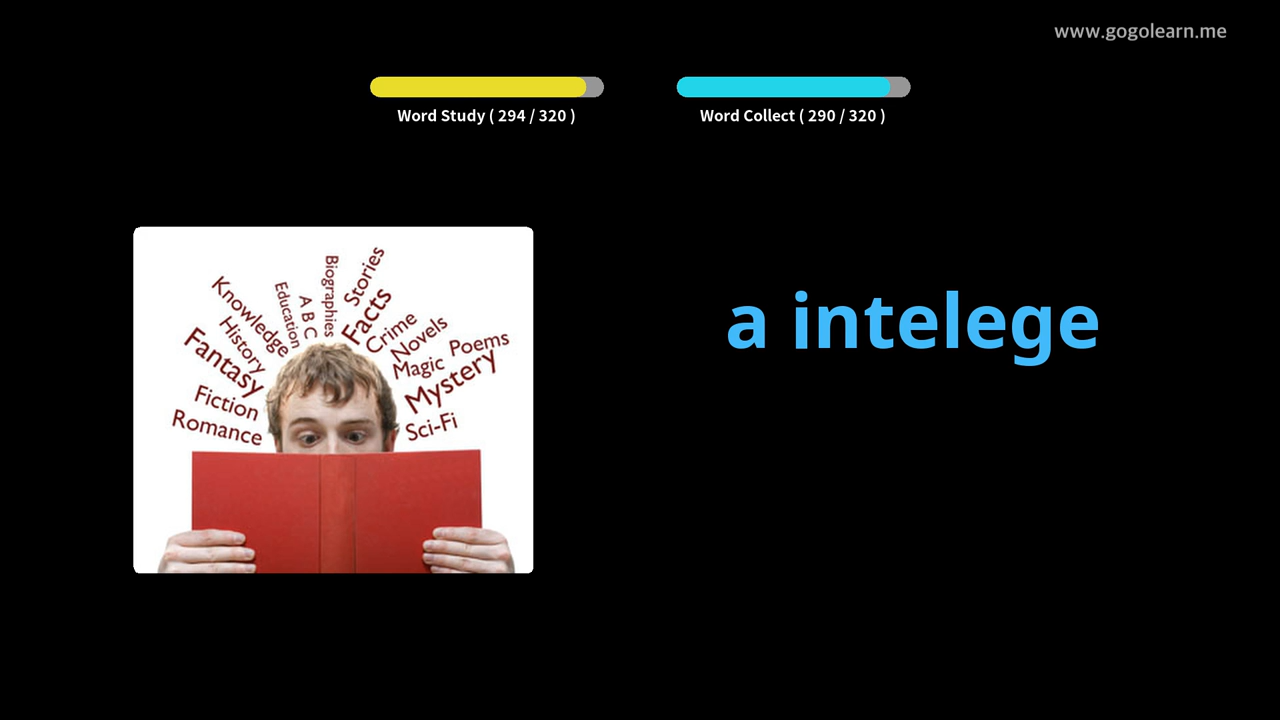 www.gogolearn.me
Word Study ( 294 / 320 )
Word Collect ( 290 / 320 )
a intelege
Knowledge
History
Fantasy
Fiction
Romance
Education
A B C
Biographies
Stories
Facts
Crime
Novels
Magic
Poems
Mystery
Sci-Fi